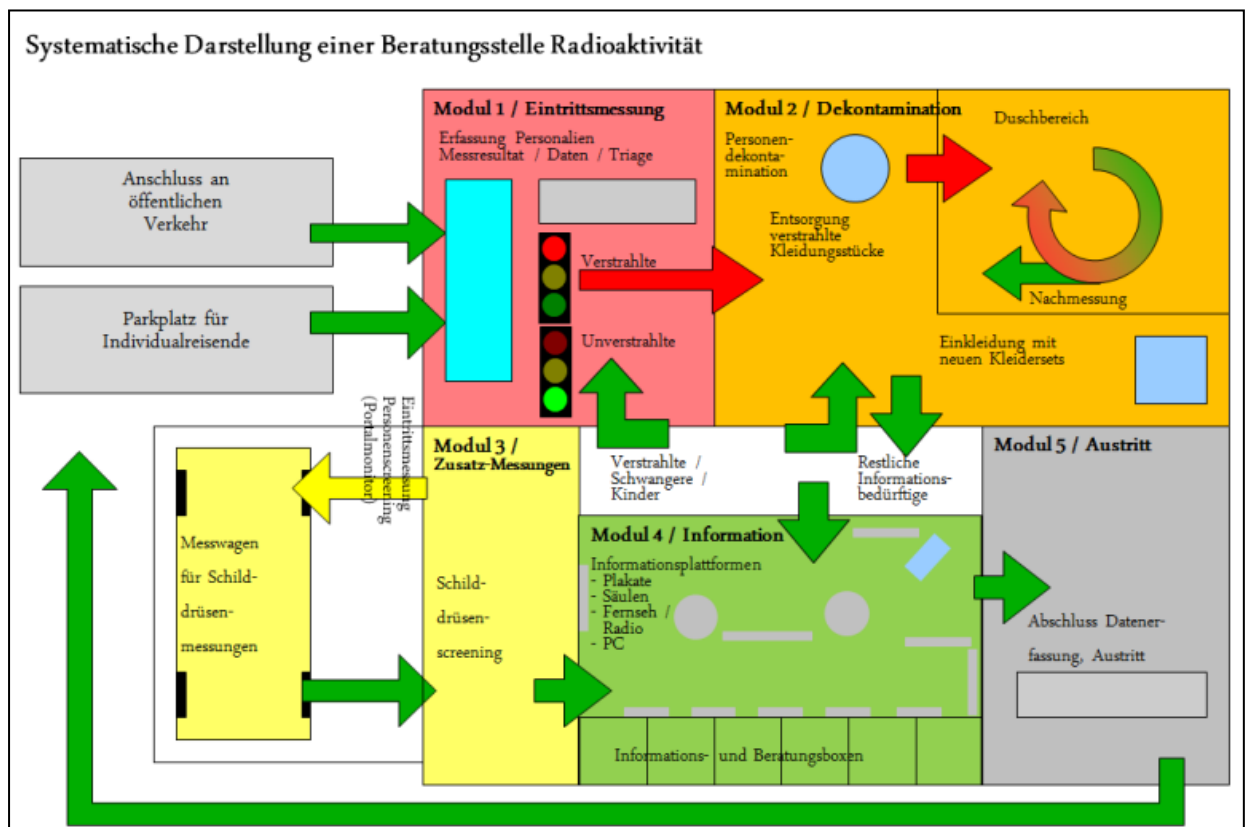 Systematische Darstellung einer Beratungsstelle Radioaktivität
Anschluss an
öffentlichen
Verkehr
Parkplatz für
Individualreisende
Modul 1 / Eintrittsmessung
Erfassung Personalien
Messresultat / Daten / Triage
Verstrahlte
Unverstrahlte
Modul 2 / Dekontamination
Personen-
dekonta-
mination
Entsorgung
verstrahlte
Kleidungsstücke
Duschbereich
Nachmessung
Einkleidung mit
neuen Kleidersets
Eintrittsmessung
Personenscreening
(Portalmonitor)
Messwagen
für Schild-
drüsen-
messungen
Modul 3 /
Zusatz-Messungen
Schild-
drüsen-
screening
Verstrahlte /
Schwangere /
Kinder
Restliche
Informations-
bedürftige
Modul 4 / Information
Informationsplattformen
- Plakate
- Säulen
- Fernseh /
Radio
- PC
Informations- und Beratungsboxen
Modul 5 / Austritt
Abschluss Datener-
fassung, Austritt